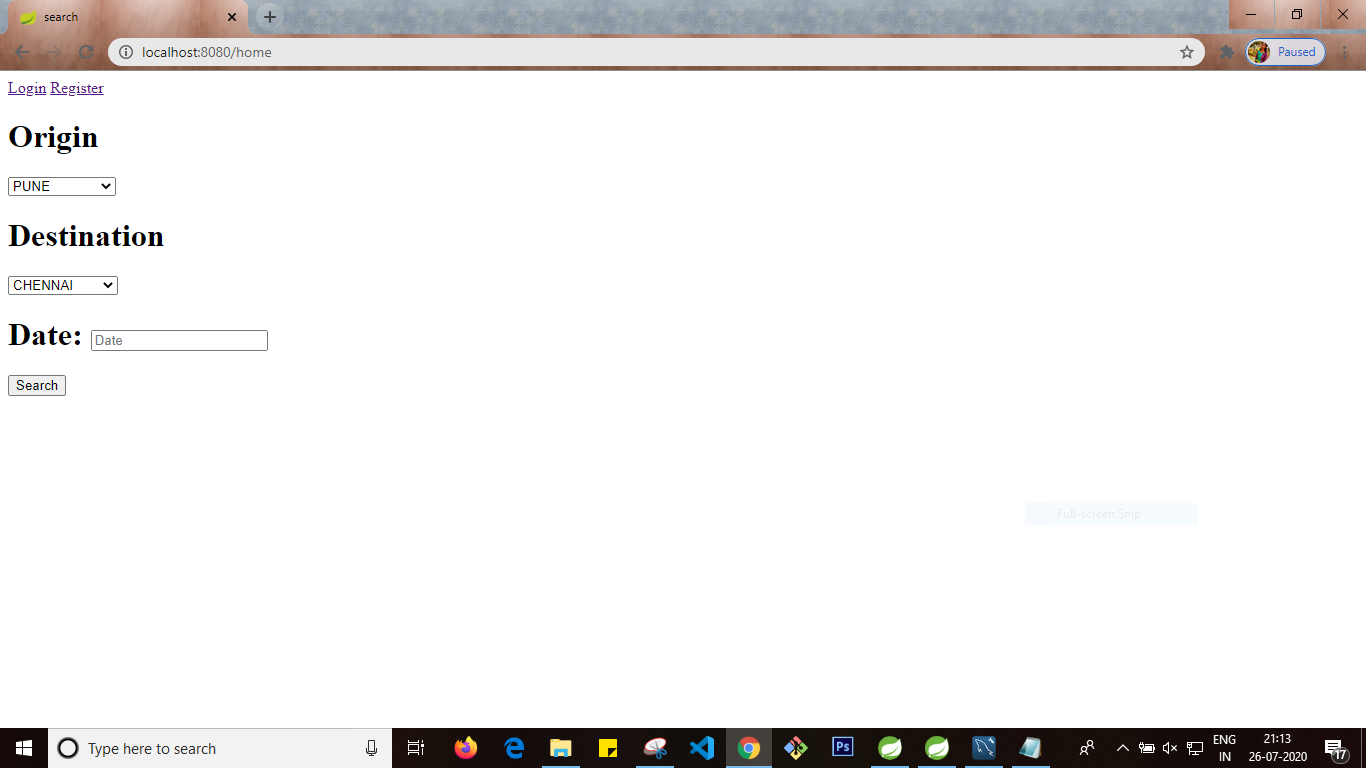 search
localhost:8080/home
Paused
Login Register
Origin
PUNE
Destination
CHENNAI
Date: Date
Search
Full-screen Snip
Type here to search
Ps
ENG
IN
21:13
26-07-2020
17